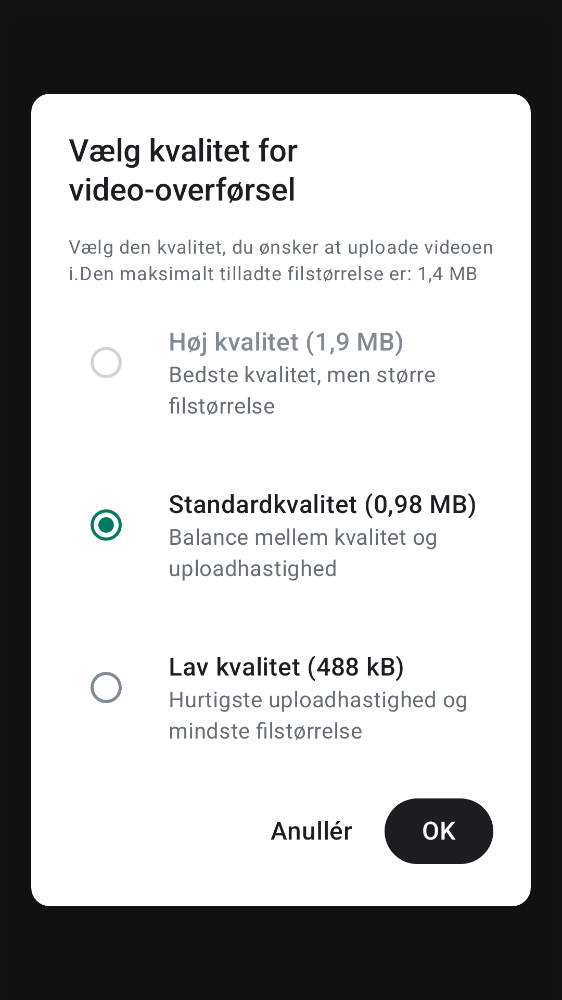 Vælg kvalitet for
video-overførsel
Vælg den kvalitet, du ønsker at uploade videoen
i.Den maksimalt tilladte filstørrelse er: 1,4 MB
Høj kvalitet (1,9 MB)
Bedste kvalitet, men større
filstørrelse
Standardkvalitet (0,98 MB)
Balance mellem kvalitet og
uploadhastighed
Lav kvalitet (488 kB)
Hurtigste uploadhastighed og
mindste filstørrelse
Anullér
OK